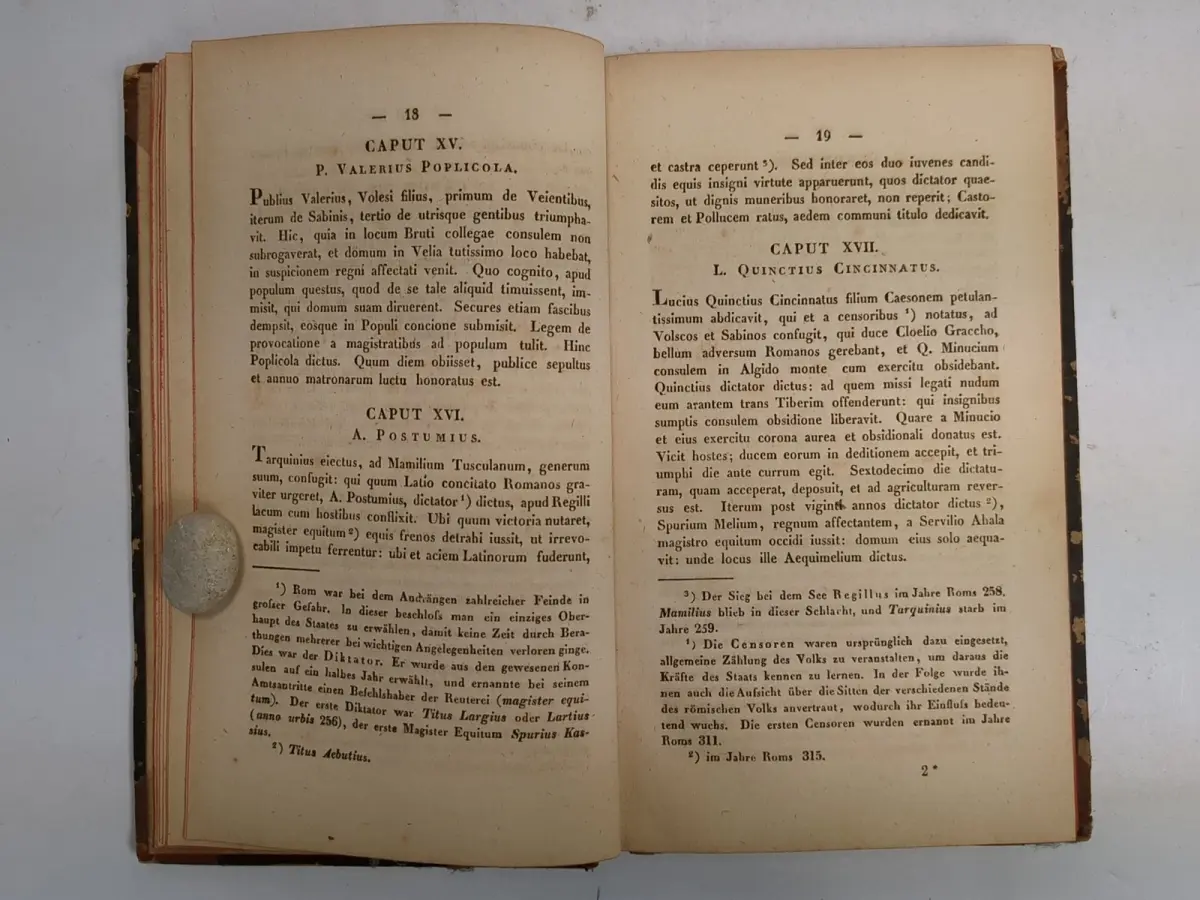 — 18 —
CAPUT XV.
P. VALERIUS POPLICOLA.
Publius Valerius, Volesi filius, primum de Veientibus,
iterum de Sabinis, tertio de utrisque gentibus triumpha-
vit. Hic, quia in locum Bruti collegae consulem non
subrogaverat, et domum in Velia tutissimo loco habebat,
in suspicionem regni affectati venit. Quo cognito, apud
populum questus, quod de se tale aliquid timuissent, im-
misit, qui domum suam diruerent. Secures etiam fascibus
dempsit, eosque in Populi concione submisit. Legem de
provocatione a magistratibus ad populum tulit. Hinc
Poplicola dictus. Quum diem obiisset, publice sepultus
et annuo matronarum luctu honoratus est.
CAPUT XVI.
A. POSTUMIUS.
Tarquinius eiectus, ad Mamilium Tusculanum, generum
suum, confugit: qui quum Latio concitato Romanos gra-
viter urgeret, A. Postumius, dictator ¹) dictus, apud Regilli
lacum cum hostibus conflixit. Ubi quum victoria nutaret,
magister equitum ²) equis frenos detrahi iussit, ut irrevo-
cabili impetu ferrentur: ubi et aciem Latinorum fuderunt,
¹) Rom war bei dem Andrängen zahlreicher Feinde in
grofser Gefahr. In dieser beschlofs man ein einziges Ober-
haupt des Staates zu erwählen, damit keine Zeit durch Bera-
thungen mehrerer bei wichtigen Angelegenheiten verloren ginge.
Dies war der Diktator. Er wurde aus den gewesenen Kon-
sulen auf ein halbes Jahr erwählt, und ernannte bei seinem
Amtsantritte einen Befehlshaber der Reuterei (magister equi-
tum). Der erste Diktator war Titus Largius oder Lartius
(anno urbis 256), der erste Magister Equitum Spurius Kas-
sius.
²) Titus Aebutius.
— 19 —
et castra ceperunt ³). Sed inter eos duo iuvenes candi-
dis equis insigni virtute apparuerunt, quos dictator quae-
sitos, ut dignis muneribus honoraret, non reperit; Casto-
rem et Pollucem ratus, aedem communi titulo dedicavit.
CAPUT XVII.
L. QUINCTIUS CINCINNATUS.
Lucius Quinctius Cincinnatus filium Caesonem petulan-
tissimum abdicavit, qui et a censoribus ¹) notatus, ad
Volscos et Sabinos confugit, qui duce Cloelio Graccho,
bellum adversum Romanos gerebant, et Q. Minucium
consulem in Algido monte cum exercitu obsidebant.
Quinctius dictator dictus: ad quem missi legati nudum
eum arantem trans Tiberim offenderunt: qui insignibus
sumptis consulem obsidione liberavit. Quare a Minucio
et eius exercitu corona aurea et obsidionali donatus est.
Vicit hostes; ducem eorum in deditionem accepit, et tri-
umphi die ante currum egit. Sextodecimo die dictatu-
ram, quam acceperat, deposuit, et ad agriculturam rever-
sus est. Iterum post viginti annos dictator dictus ²),
Spurium Melium, regnum affectantem, a Servilio Ahala
magistro equitum occidi iussit: domum eius solo aequa-
vit: unde locus ille Aequimelium dictus.
³) Der Sieg bei dem See Regillus im Jahre Roms 258.
Mamilius blieb in dieser Schlacht, und Tarquinius starb im
Jahre 259.
¹) Die Censoren waren ursprünglich dazu eingesetzt,
allgemeine Zählung des Volks zu veranstalten, um daraus die
Kräfte des Staats kennen zu lernen. In der Folge wurde ih-
nen auch die Aufsicht über die Sitten der verschiedenen Stände
des römischen Volks anvertraut, wodurch ihr Einflufs bedeu-
tend wuchs. Die ersten Censoren wurden ernannt im Jahre
Roms 311.
²) im Jahre Roms 315.
2 *